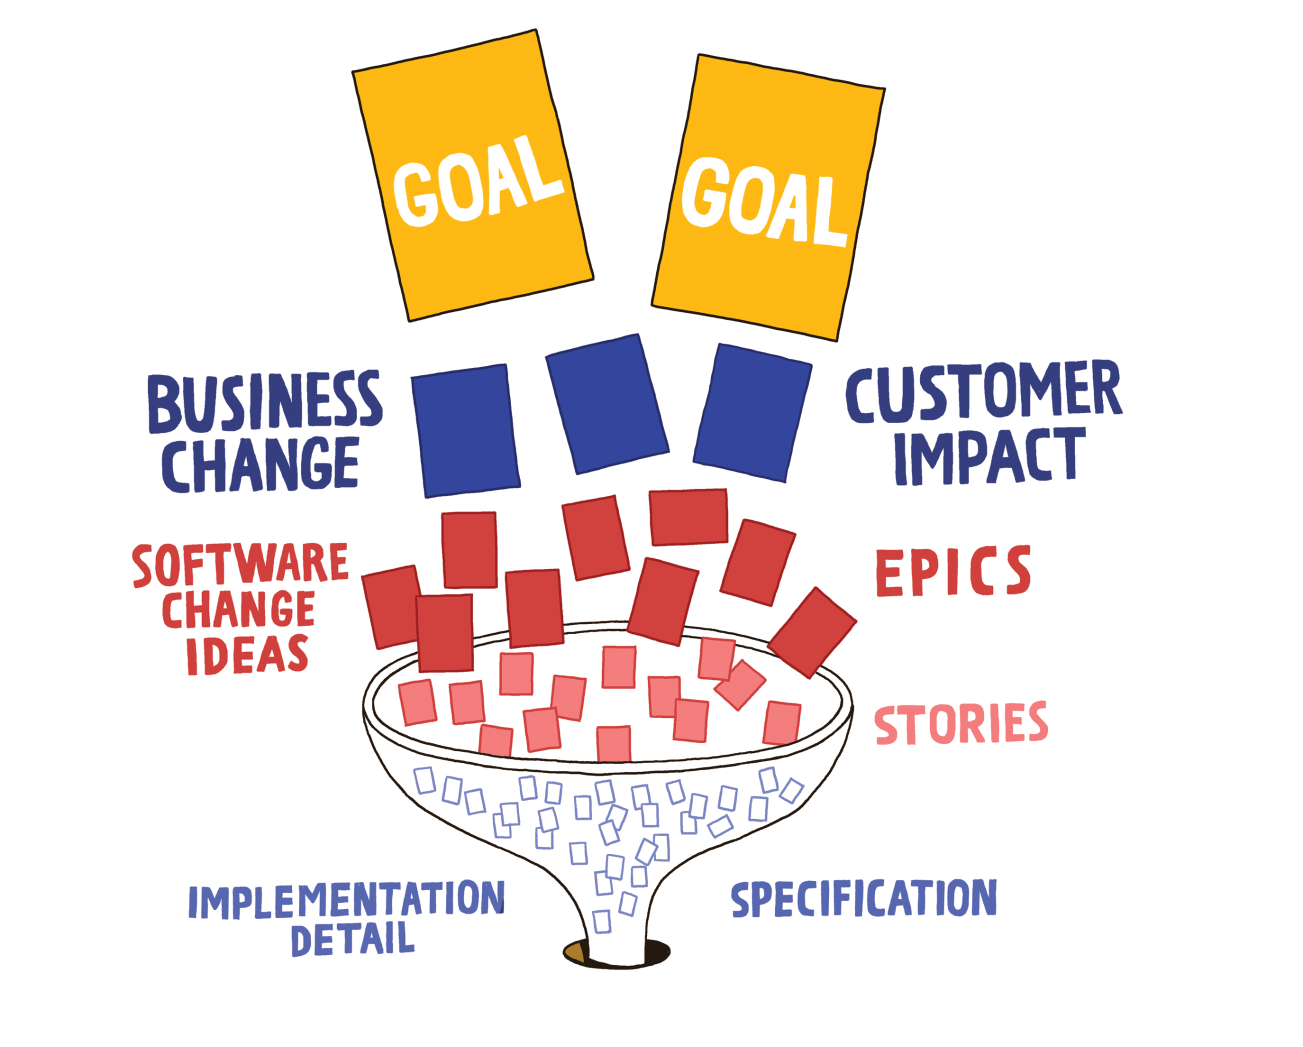 GOAL
GOAL
BUSINESS
CHANGE
CUSTOMER
IMPACT
SOFTWARE
CHANGE
IDEAS
EPICS
STORIES
IMPLEMENTATION
DETAIL
SPECIFICATION